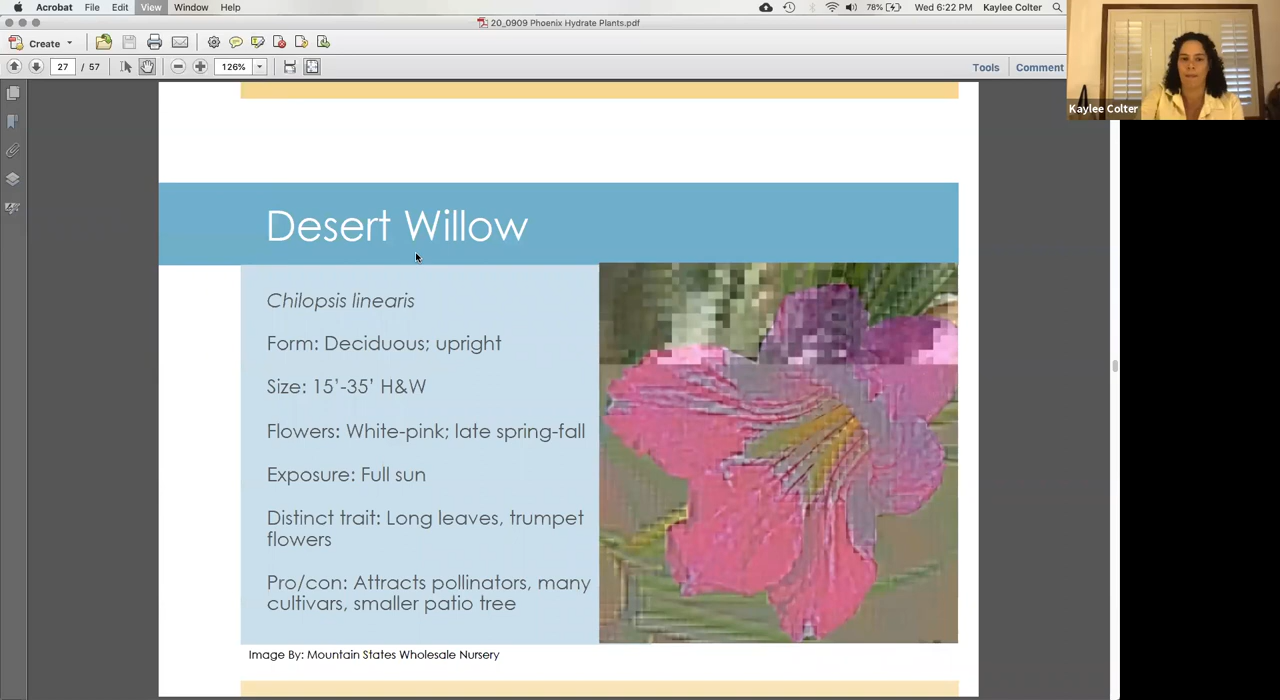 Acrobat File Edit View Window Help
78% Wed 6:22 PM Kaylee Colter
20_0909 Phoenix Hydrate Plants.pdf
Create
27 / 57 126% Tools Comment
Kaylee Colter
Desert Willow
Chilopsis linearis
Form: Deciduous; upright
Size: 15’-35’ H&W
Flowers: White-pink; late spring-fall
Exposure: Full sun
Distinct trait: Long leaves, trumpet
flowers
Pro/con: Attracts pollinators, many
cultivars, smaller patio tree
Image By: Mountain States Wholesale Nursery